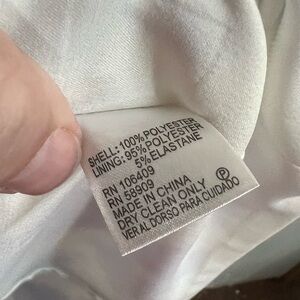 SHELL: 100% POLYESTER
LINING: 95% POLYESTER
5% ELASTANE
RN 106409
RN 58909
MADE IN CHINA
DRY CLEAN ONLY
VER AL DORSO PARA CUIDADO
P